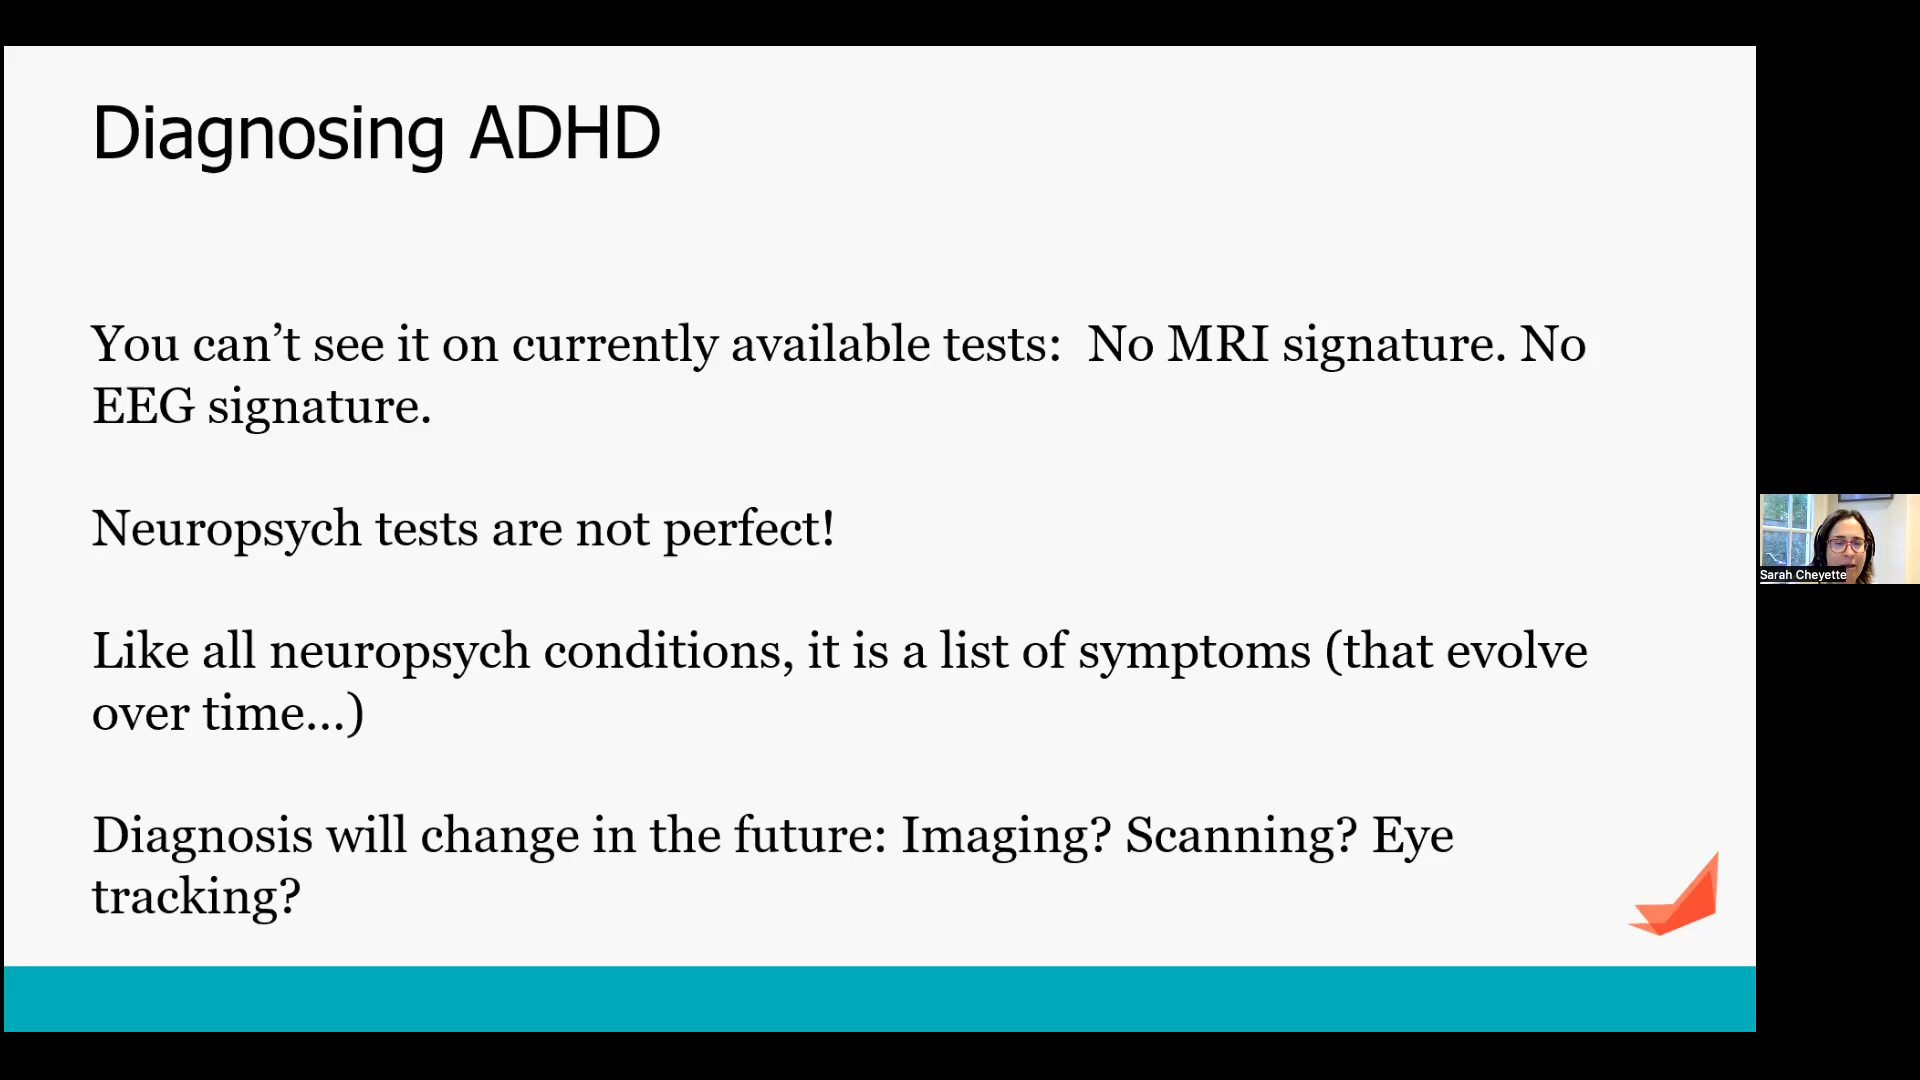 Diagnosing ADHD
You can’t see it on currently available tests:  No MRI signature. No
EEG signature.
Neuropsych tests are not perfect!
Like all neuropsych conditions, it is a list of symptoms (that evolve
over time...)
Diagnosis will change in the future: Imaging? Scanning? Eye
tracking?
Sarah Cheyette